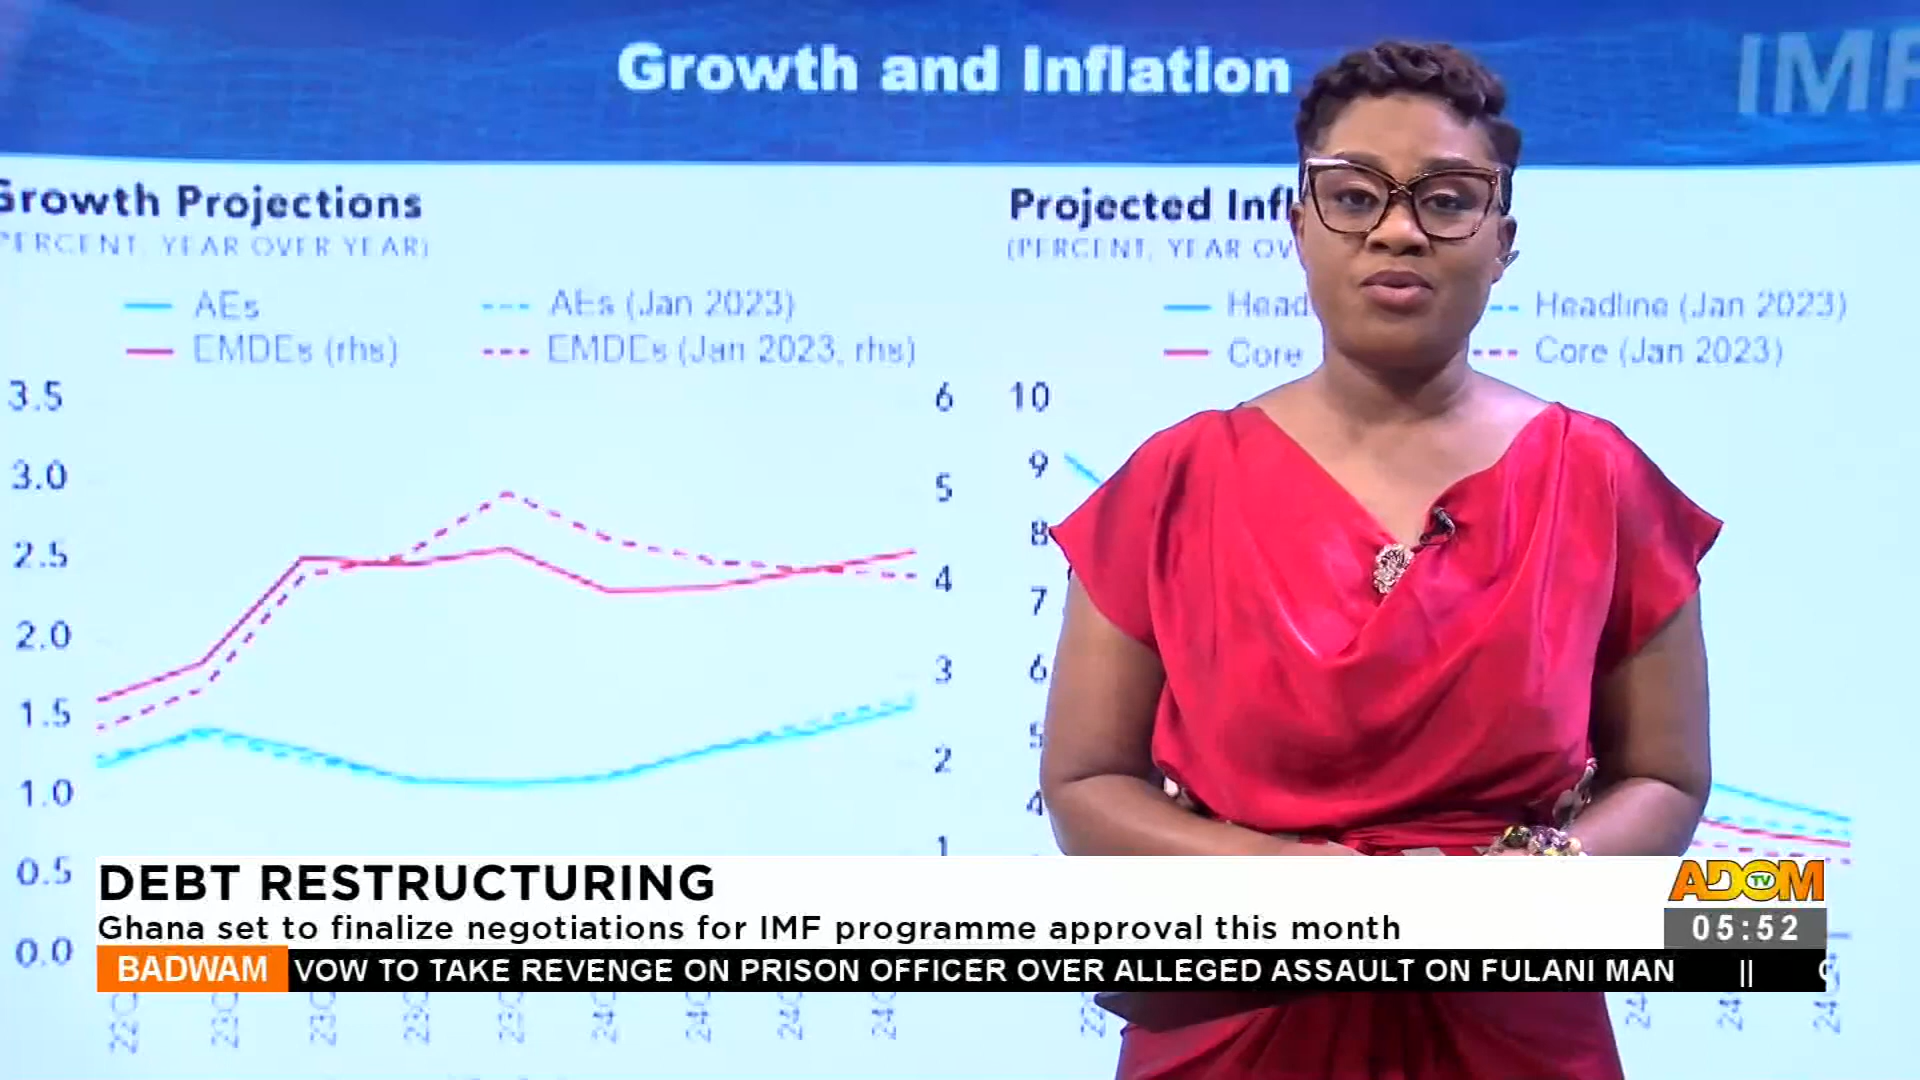 Growth and Inflation
IMF
Growth Projections
(PERCENT, YEAR OVER YEAR)
AEs
AEs (Jan 2023)
EMDEs (rhs)
EMDEs (Jan 2023, rhs)
3.5
3.0
2.5
2.0
1.5
1.0
0.5
0.0
6
5
4
3
2
1
Projected Infl
(PERCENT, YEAR OV
Head
Headline (Jan 2023)
Core
Core (Jan 2023)
10
9
8
7
6
5
4
DEBT RESTRUCTURING
Ghana set to finalize negotiations for IMF programme approval this month
ADOM TV
05:52
BADWAM
VOW TO TAKE REVENGE ON PRISON OFFICER OVER ALLEGED ASSAULT ON FULANI MAN ||